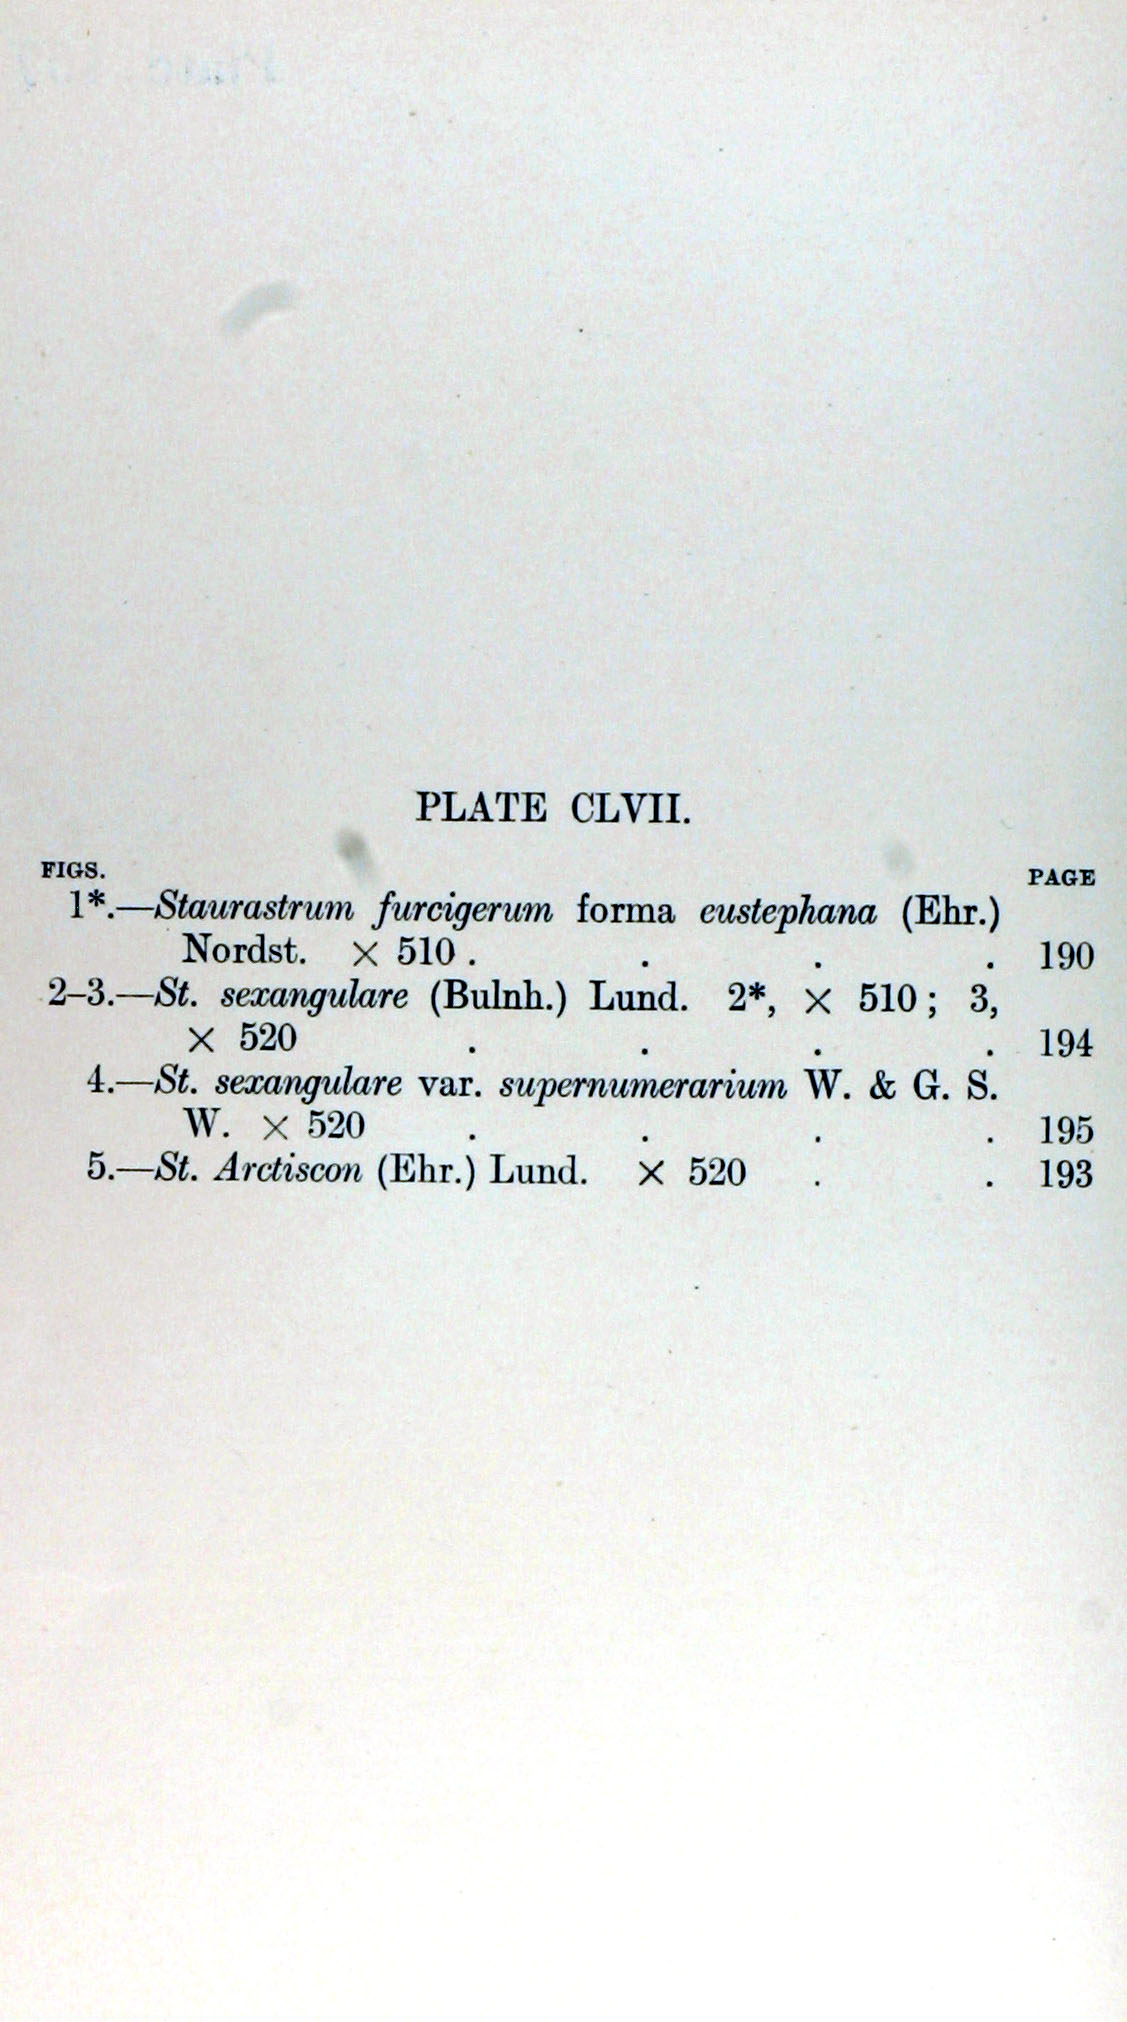 PLATE CLVII.
FIGS. PAGE
1*.—Staurastrum furcigerum forma eustephana (Ehr.)
Nordst. × 510 . . . . 190
2–3.—St. sexangulare (Bulnh.) Lund. 2*, × 510 ; 3,
× 520 . . . . 194
4.—St. sexangulare var. supernumerarium W. & G. S.
W. × 520 . . . . 195
5.—St. Arctiscon (Ehr.) Lund. × 520 . . 193